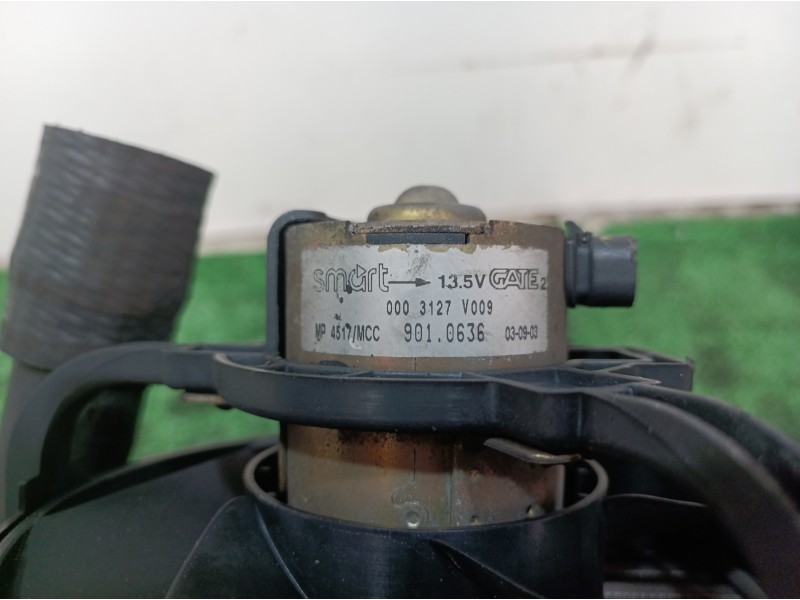 smart 13.5V GATE 2
000 3127 V009
MP 4517/MCC 901.0636 03-09-03